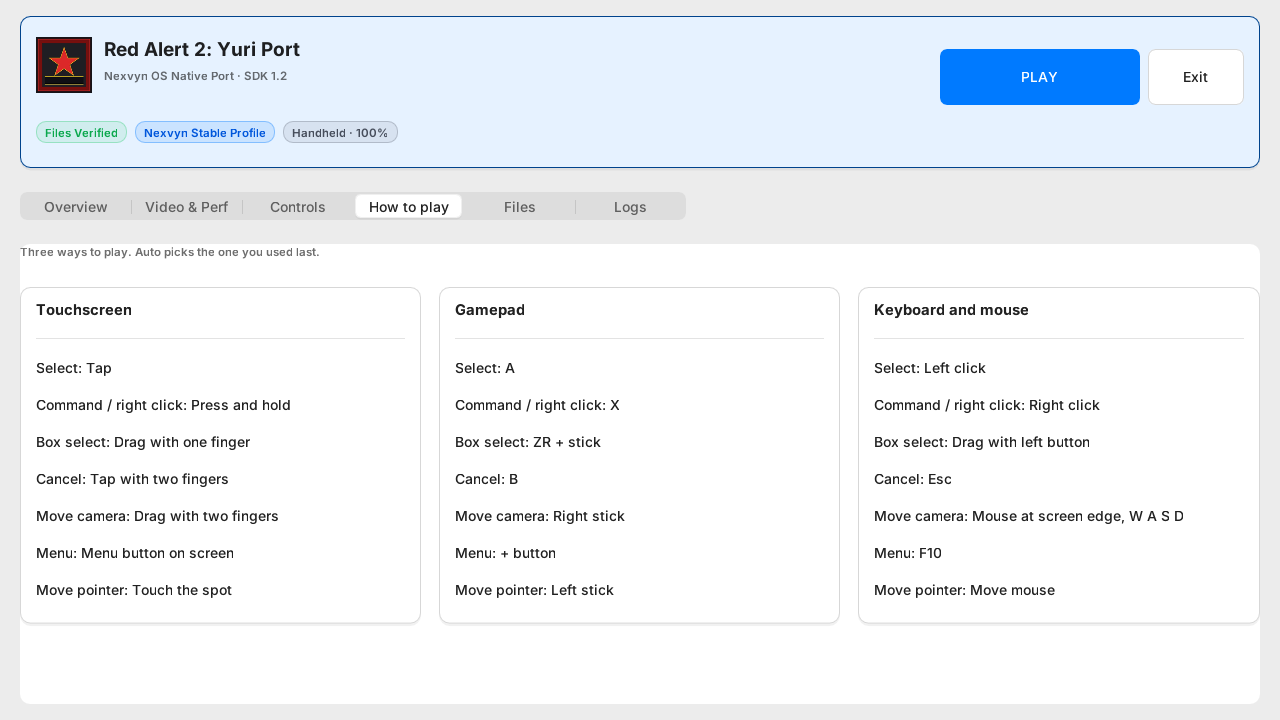 Red Alert 2: Yuri Port
Nexvyn OS Native Port · SDK 1.2
PLAY
Exit
Files Verified
Nexvyn Stable Profile
Handheld · 100%
Overview
Video & Perf
Controls
How to play
Files
Logs
Three ways to play. Auto picks the one you used last.
Touchscreen
Select: Tap
Command / right click: Press and hold
Box select: Drag with one finger
Cancel: Tap with two fingers
Move camera: Drag with two fingers
Menu: Menu button on screen
Move pointer: Touch the spot
Gamepad
Select: A
Command / right click: X
Box select: ZR + stick
Cancel: B
Move camera: Right stick
Menu: + button
Move pointer: Left stick
Keyboard and mouse
Select: Left click
Command / right click: Right click
Box select: Drag with left button
Cancel: Esc
Move camera: Mouse at screen edge, W A S D
Menu: F10
Move pointer: Move mouse